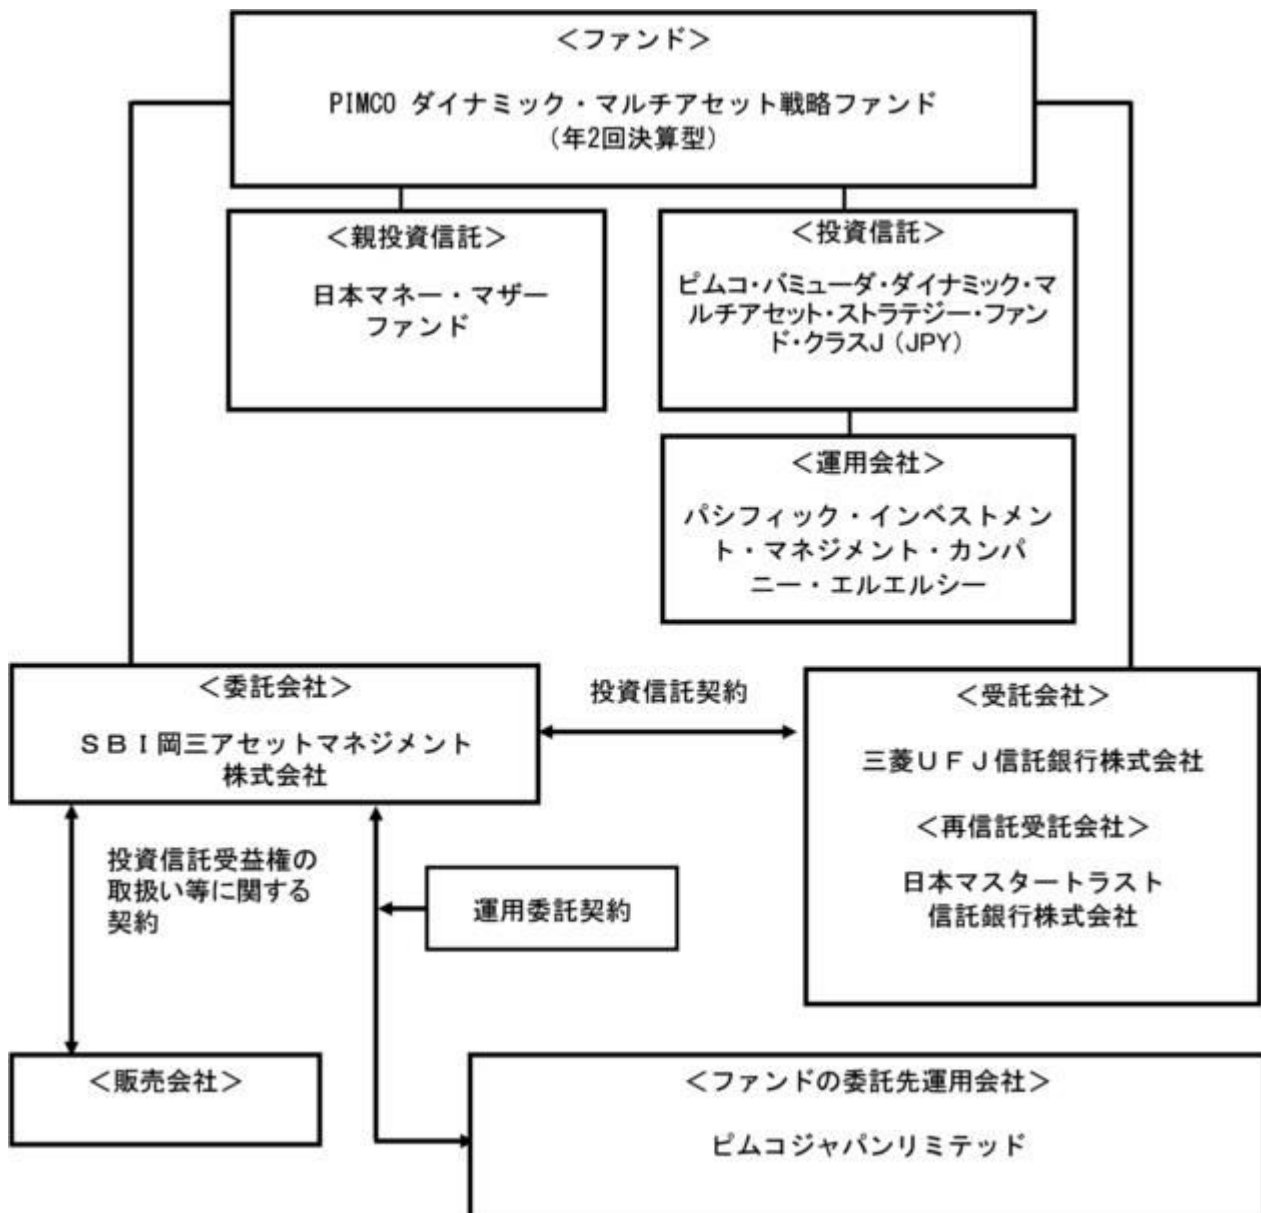 ＜ファンド＞
PIMCO ダイナミック・マルチアセット戦略ファンド
（年2回決算型）
＜親投資信託＞
日本マネー・マザー
ファンド
＜投資信託＞
ピムコ・バミューダ・ダイナミック・マ
ルチアセット・ストラテジー・ファン
ド・クラスJ（JPY）
＜運用会社＞
パシフィック・インベストメン
ト・マネジメント・カンパ
ニー・エルエルシー
＜委託会社＞
ＳＢＩ岡三アセットマネジメント
株式会社
投資信託契約
＜受託会社＞
三菱ＵＦＪ信託銀行株式会社
＜再信託受託会社＞
日本マスタートラスト
信託銀行株式会社
投資信託受益権の
取扱い等に関する
契約
運用委託契約
＜販売会社＞
＜ファンドの委託先運用会社＞
ピムコジャパンリミテッド